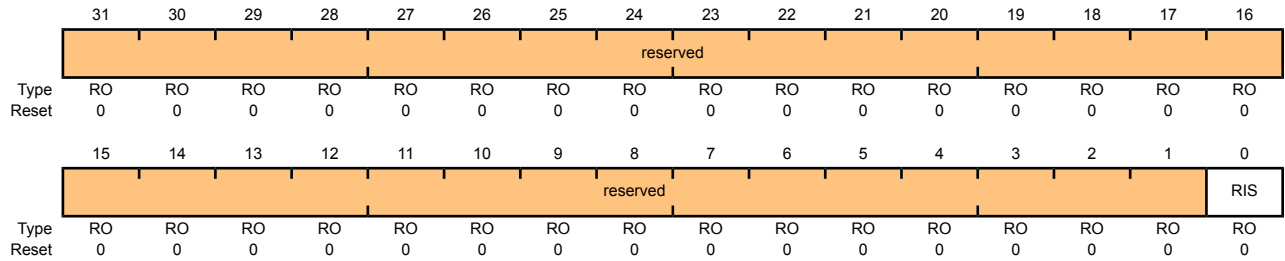 31 30 29 28 27 26 25 24 23 22 21 20 19 18 17 16
reserved
Type RO RO RO RO RO RO RO RO RO RO RO RO RO RO RO RO
Reset 0 0 0 0 0 0 0 0 0 0 0 0 0 0 0 0
15 14 13 12 11 10 9 8 7 6 5 4 3 2 1 0
reserved RIS
Type RO RO RO RO RO RO RO RO RO RO RO RO RO RO RO RO
Reset 0 0 0 0 0 0 0 0 0 0 0 0 0 0 0 0